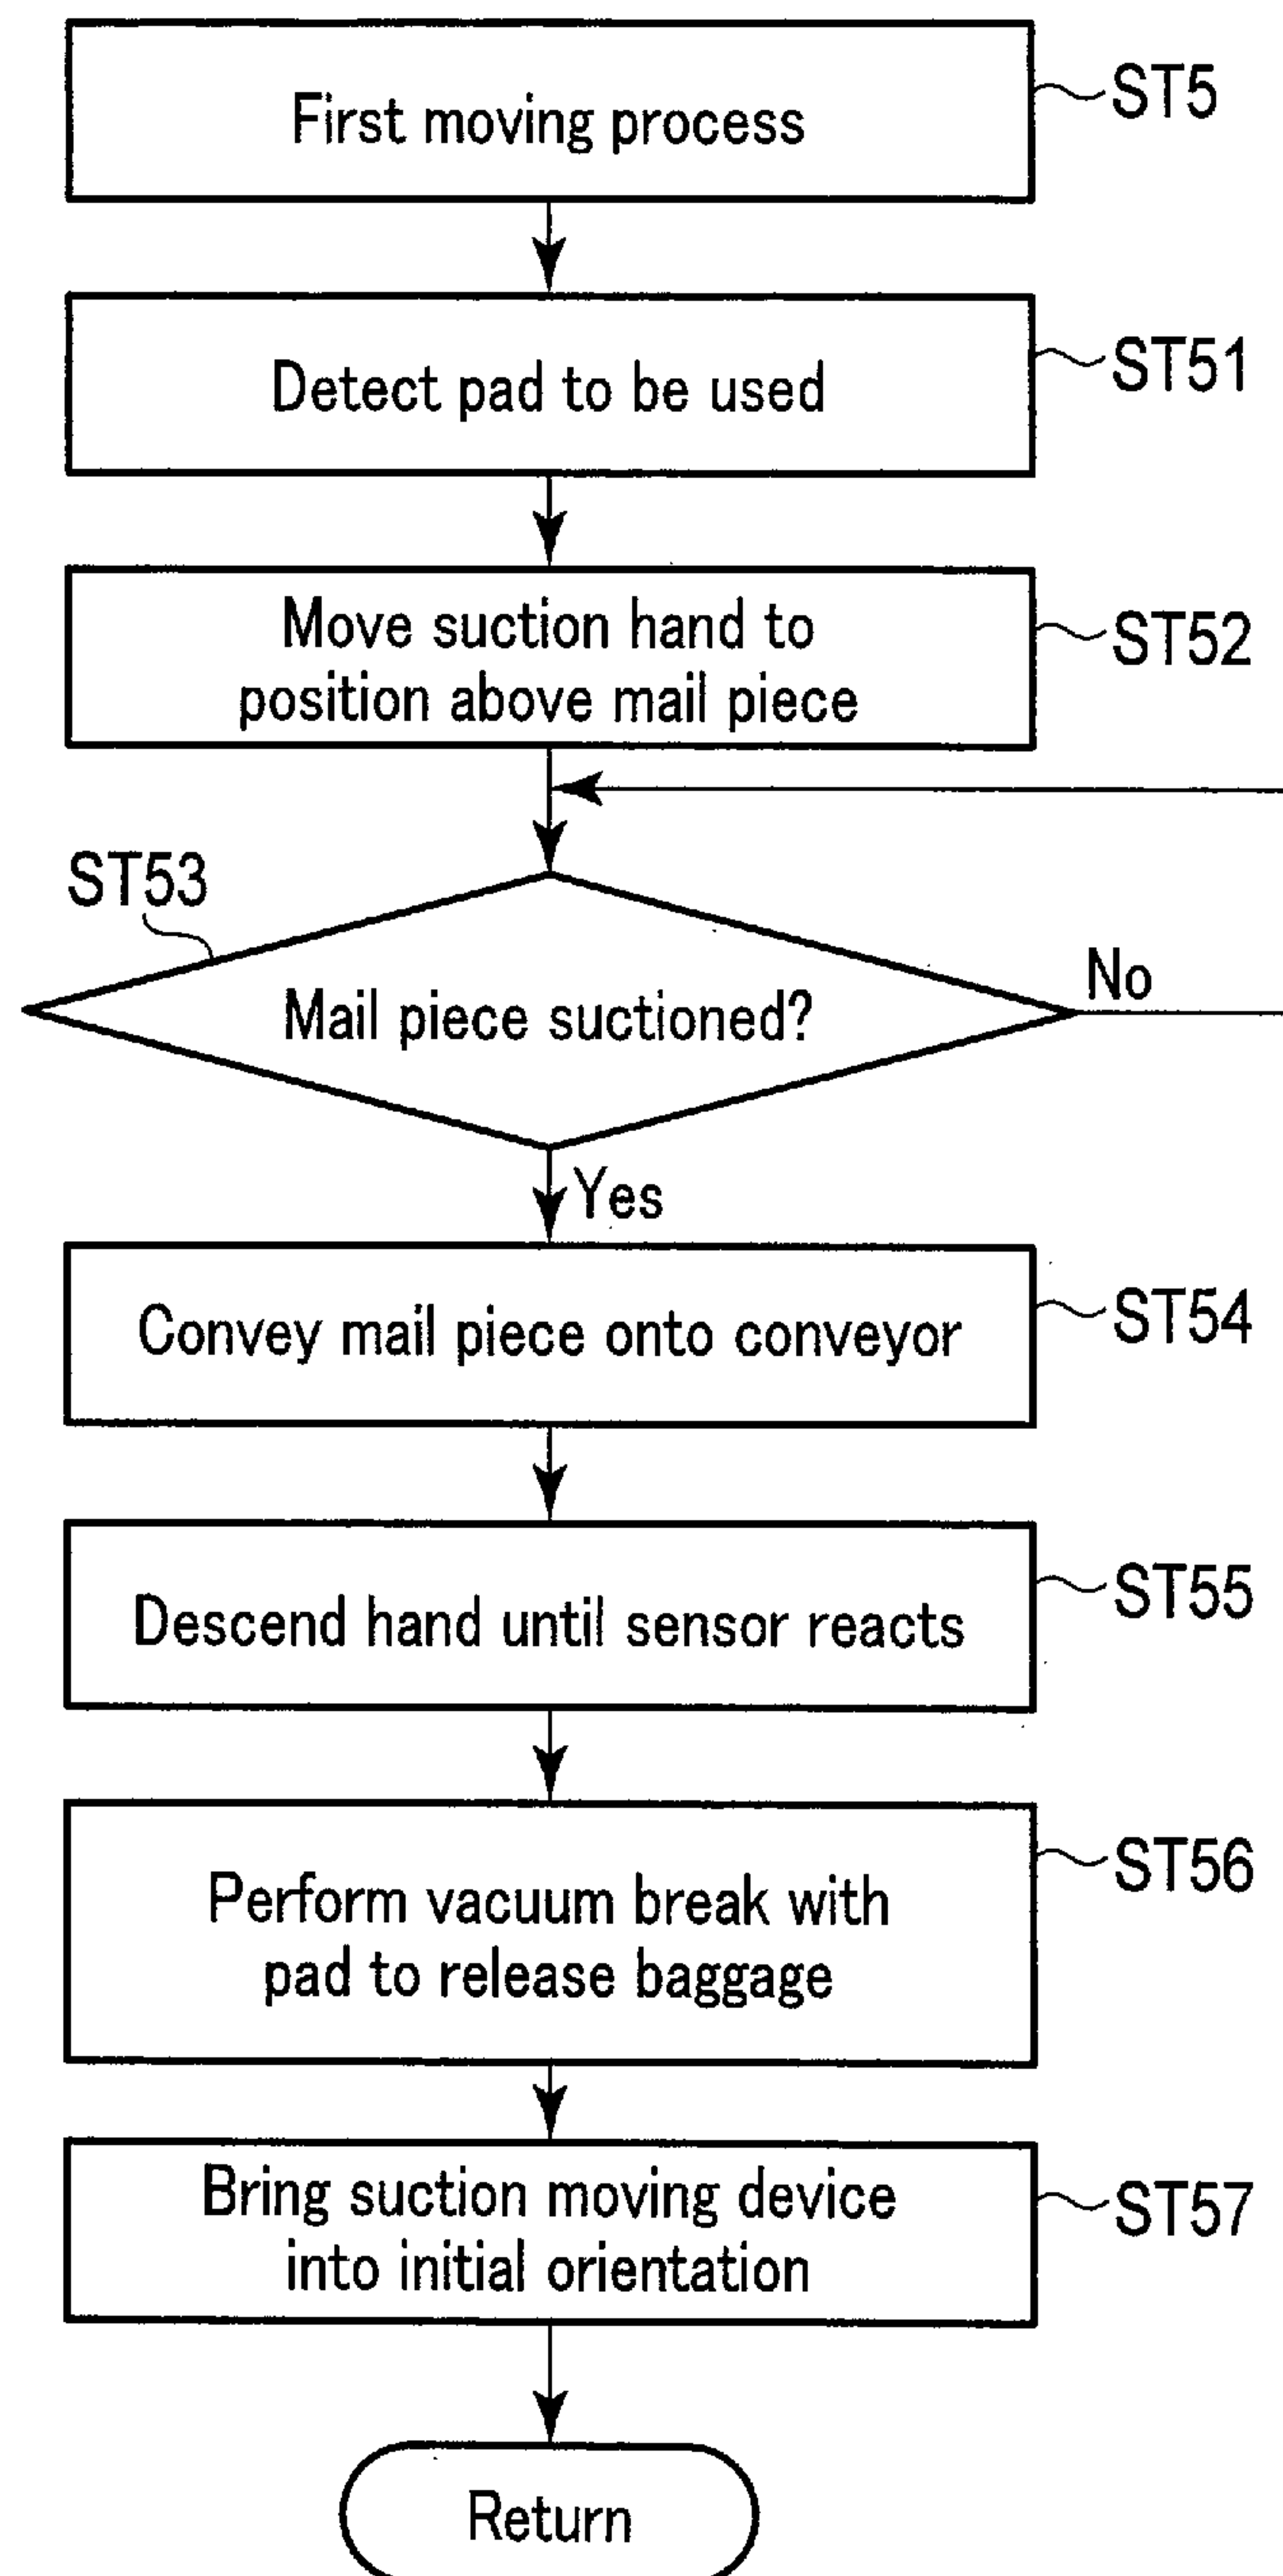 First moving process
ST5
Detect pad to be used
ST51
Move suction hand to
position above mail piece
ST52
ST53
Mail piece suctioned?
No
Yes
Convey mail piece onto conveyor
ST54
Descend hand until sensor reacts
ST55
Perform vacuum break with
pad to release baggage
ST56
Bring suction moving device
into initial orientation
ST57
Return